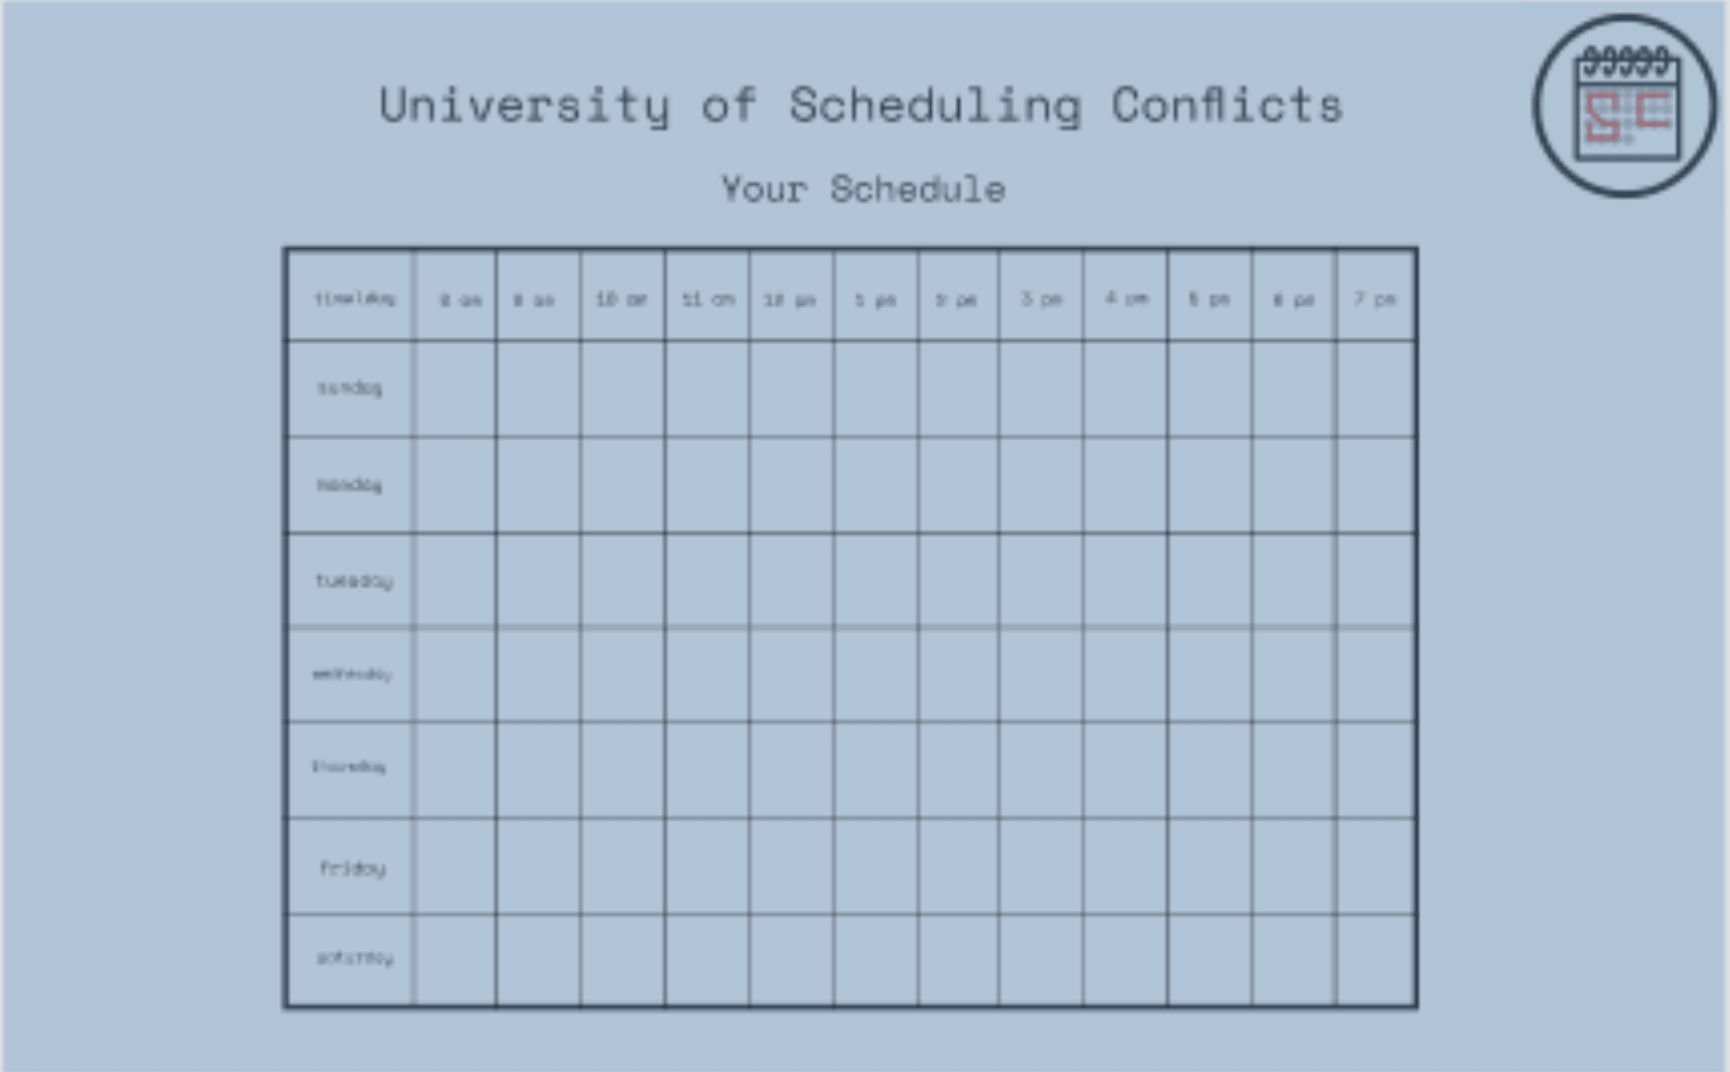 University of Scheduling Conflicts
SC
Your Schedule
time/day 8 am 9 am 10 am 11 am 12 pm 1 pm 2 pm 3 pm 4 pm 5 pm 6 pm 7 pm
sunday
monday
tuesday
wednesday
thursday
friday
saturday